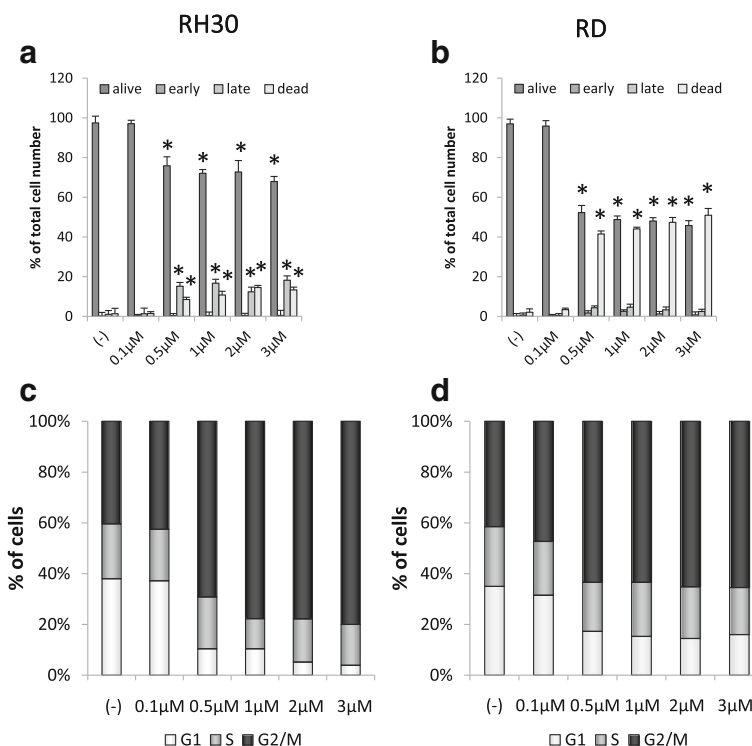 RH30
RD
a
b
120
100
80
60
40
20
0
% of total cell number
alive early late dead
* * * *
* * * * * * * *
(-) 0.1µM 0.5µM 1µM 2µM 3µM
120
100
80
60
40
20
0
% of total cell number
alive early late dead
* * * * * * * *
(-) 0.1µM 0.5µM 1µM 2µM 3µM
c
d
100%
80%
60%
40%
20%
0%
% of cells
(-) 0.1µM 0.5µM 1µM 2µM 3µM
G1 S G2/M
100%
80%
60%
40%
20%
0%
% of cells
(-) 0.1µM 0.5µM 1µM 2µM 3µM
G1 S G2/M